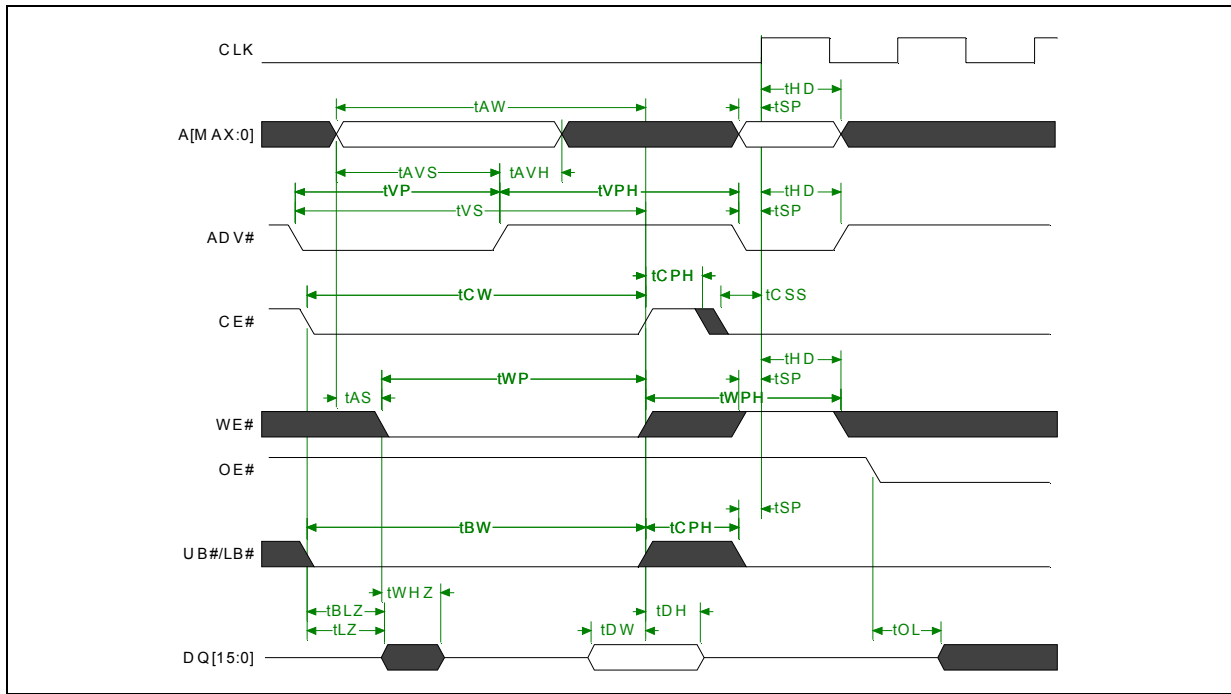 CLK
tHD
tAW
tSP
A[MAX:0]
tAVS
tAVH
tVP
tVPH
tHD
tVS
tSP
ADV#
tCPH
tCW
tCSS
CE#
tHD
tWP
tSP
tAS
tWPH
WE#
OE#
tSP
tBW
tCPH
UB#/LB#
tWHZ
tBLZ
tDH
tLZ
tDW
tOL
DQ[15:0]